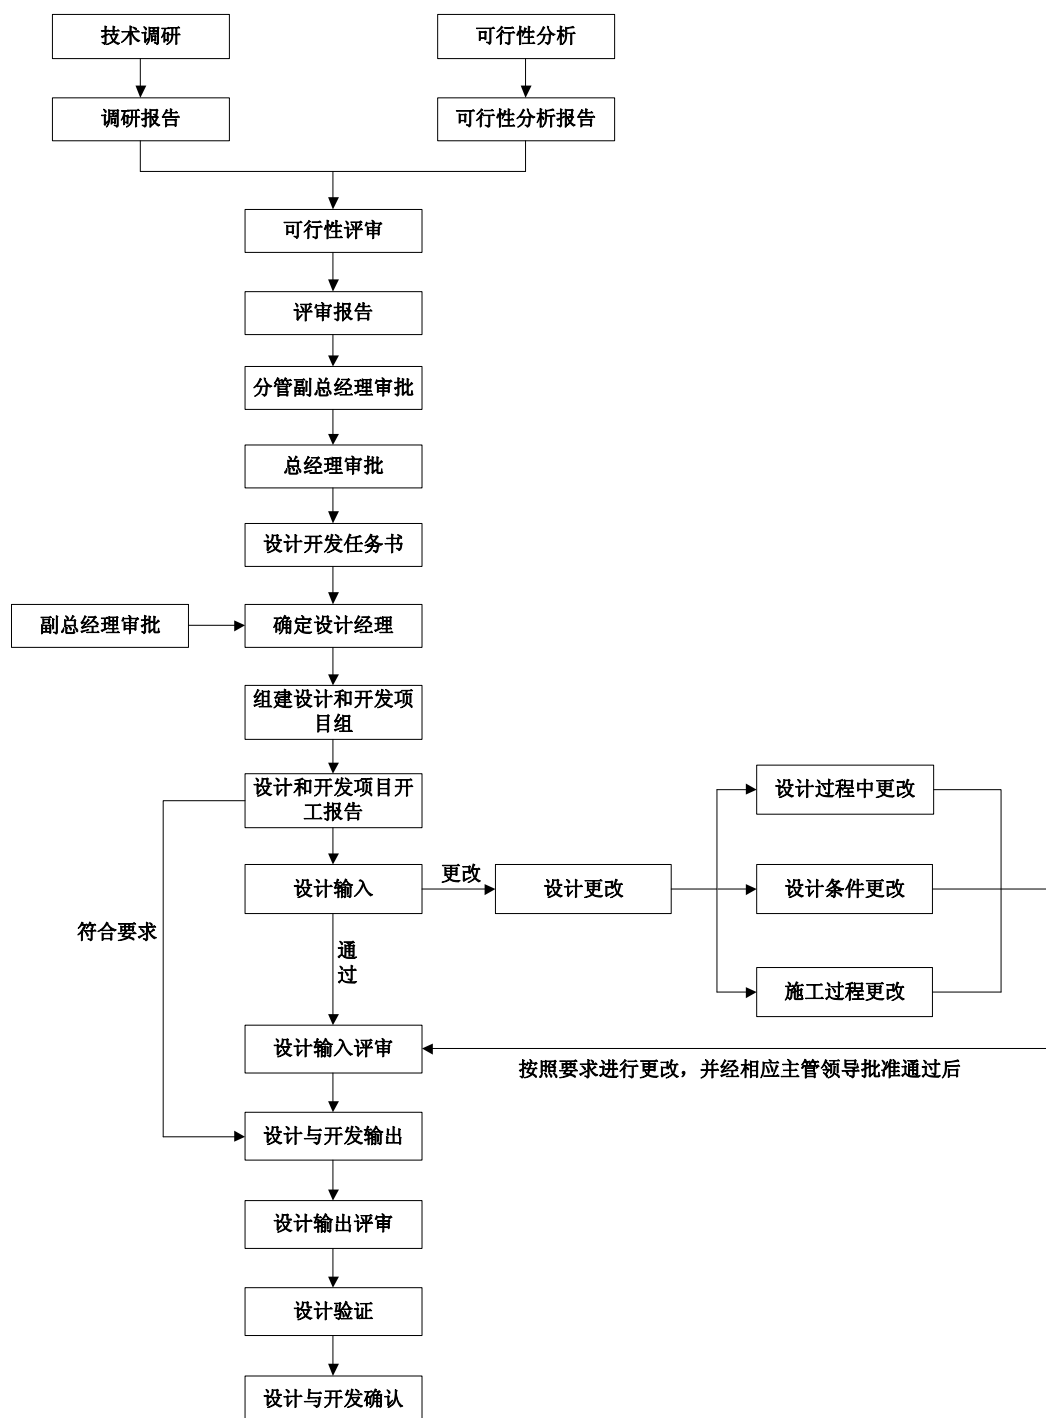 技术调研
可行性分析
调研报告
可行性分析报告
可行性评审
评审报告
分管副总经理审批
总经理审批
设计开发任务书
副总经理审批
确定设计经理
组建设计和开发项
目组
设计和开发项目开
工报告
设计过程中更改
设计输入
更改
设计更改
设计条件更改
符合要求
通
过
施工过程更改
设计输入评审
按照要求进行更改，并经相应主管领导批准通过后
设计与开发输出
设计输出评审
设计验证
设计与开发确认